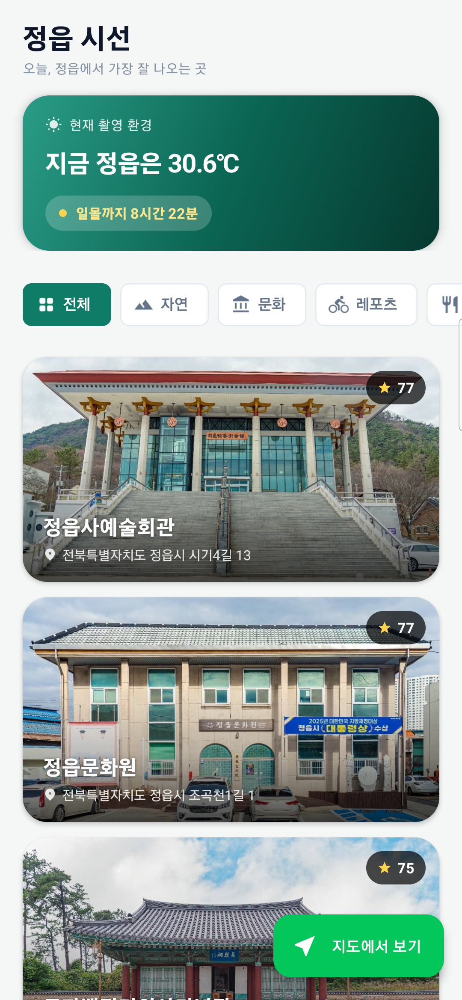 정읍 시선
오늘, 정읍에서 가장 잘 나오는 곳
현재 촬영 환경
지금 정읍은 30.6℃
일몰까지 8시간 22분
전체
자연
문화
레포츠
77
井邑詞藝術會館
정읍사예술회관
전북특별자치도 정읍시 시기4길 13
77
정읍문화원
2025년 대한민국 지방재정대상
정읍시 대통령상 수상
井邑文化院
정읍문화원
전북특별자치도 정읍시 조곡천1길 1
75
지도에서 보기